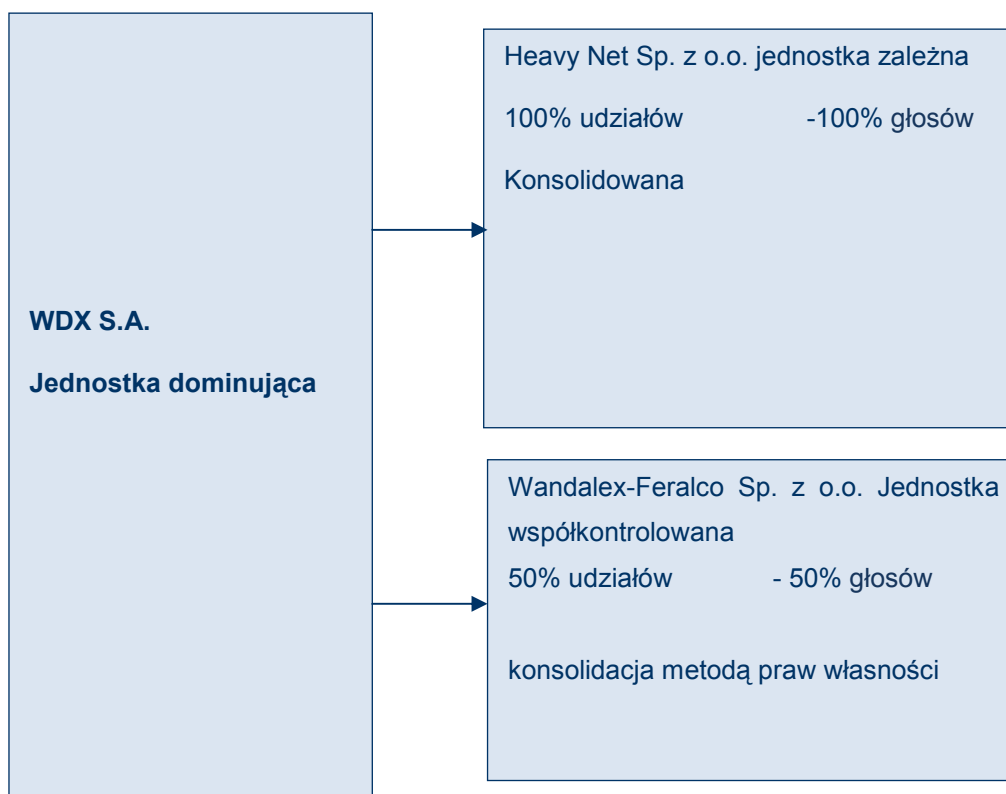 WDX S.A.
Jednostka dominująca
Heavy Net Sp. z o.o. jednostka zależna
100% udziałów -100% głosów
Konsolidowana
Wandalex-Feralco Sp. z o.o. Jednostka
współkontrolowana
50% udziałów - 50% głosów
konsolidacja metodą praw własności